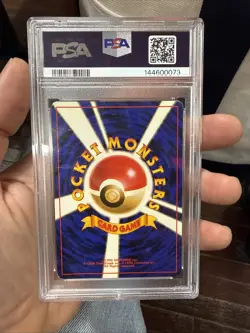 PSA
PSA
144600073
POCKET MONSTERS
CARD GAME